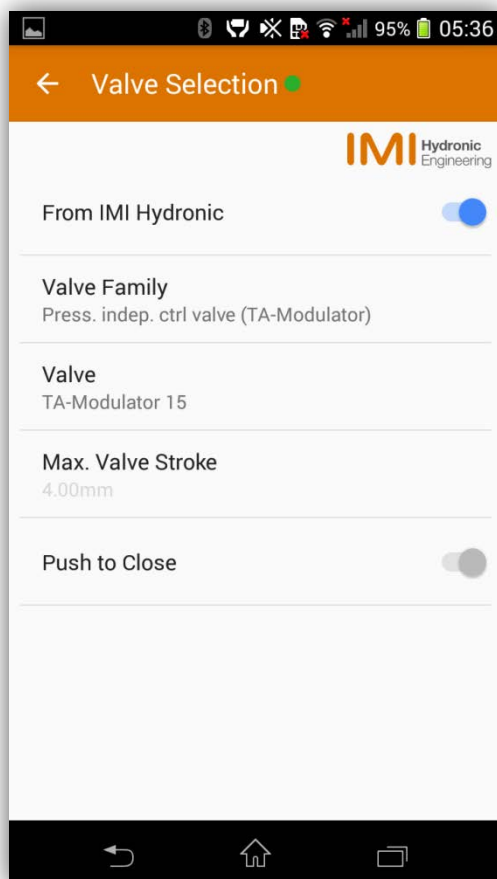 95% 05:36
Valve Selection
IMI Hydronic
Engineering
From IMI Hydronic
Valve Family
Press. indep. ctrl valve (TA-Modulator)
Valve
TA-Modulator 15
Max. Valve Stroke
4.00mm
Push to Close